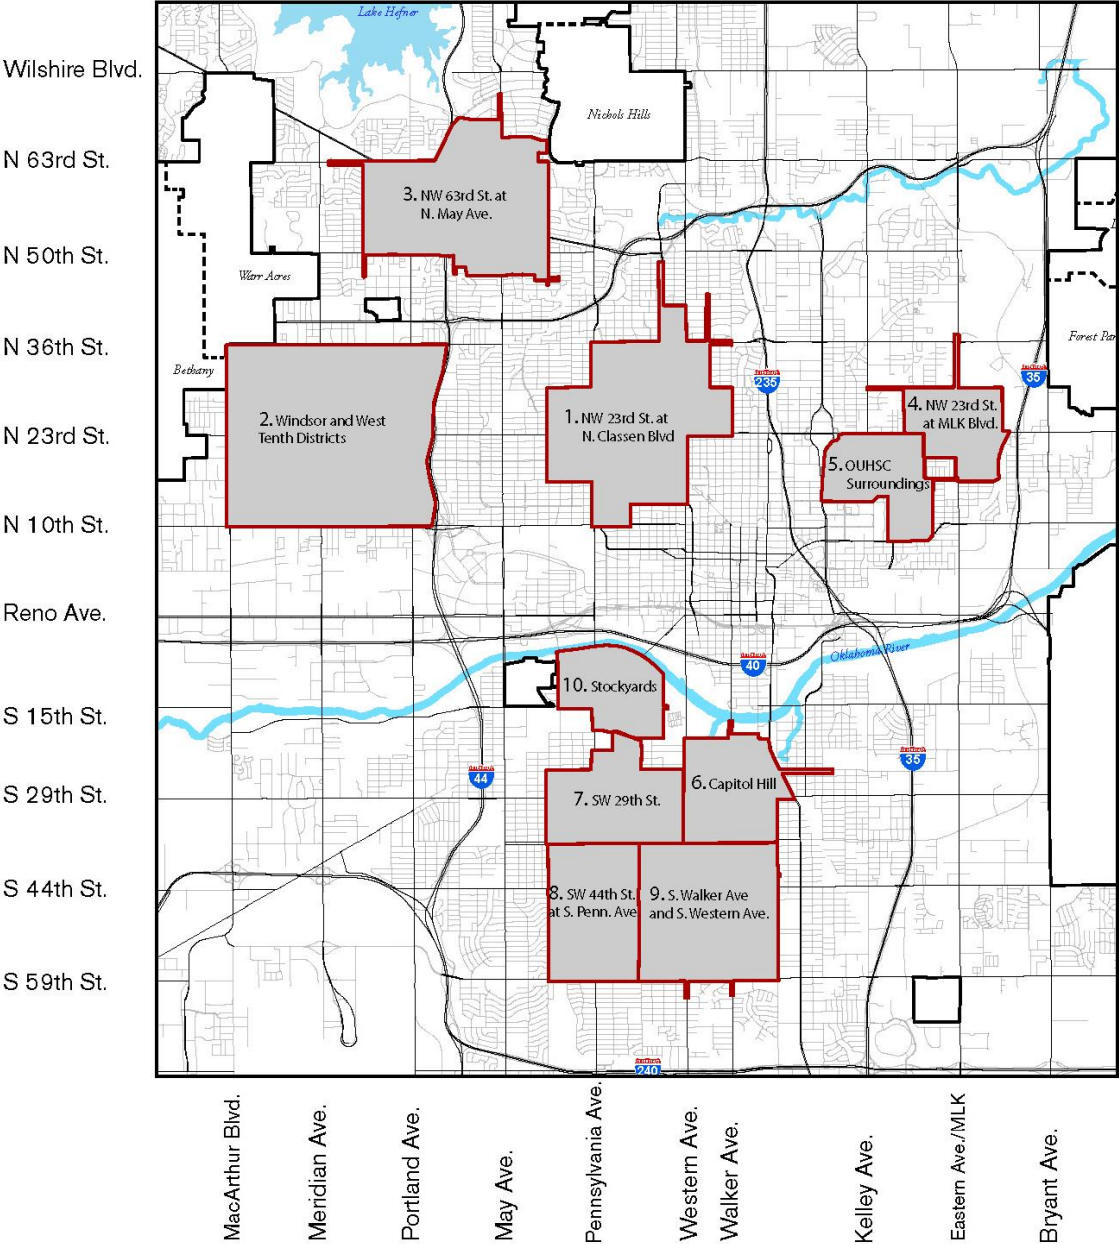 Lake Hefner
Wilshire Blvd.
Nichols Hills
N 63rd St.
3. NW 63rd St. at
N. May Ave.
N 50th St.
Warr Acres
N 36th St.
Forest Par
Bethany
235
35
2. Windsor and West
Tenth Districts
1. NW 23rd St. at
N. Classen Blvd
4. NW 23rd St.
at MLK Blvd.
N 23rd St.
5. OUHSC
Surroundings
N 10th St.
Reno Ave.
Oklahoma River
40
10. Stockyards
S 15th St.
35
44
6. Capitol Hill
S 29th St.
7. SW 29th St.
S 44th St.
8. SW 44th St.
at S. Penn. Ave
9. S. Walker Ave
and S. Western Ave.
S 59th St.
240
MacArthur Blvd.
Meridian Ave.
Portland Ave.
May Ave.
Pennsylvania Ave.
Western Ave.
Walker Ave.
Kelley Ave.
Eastern Ave./MLK
Bryant Ave.